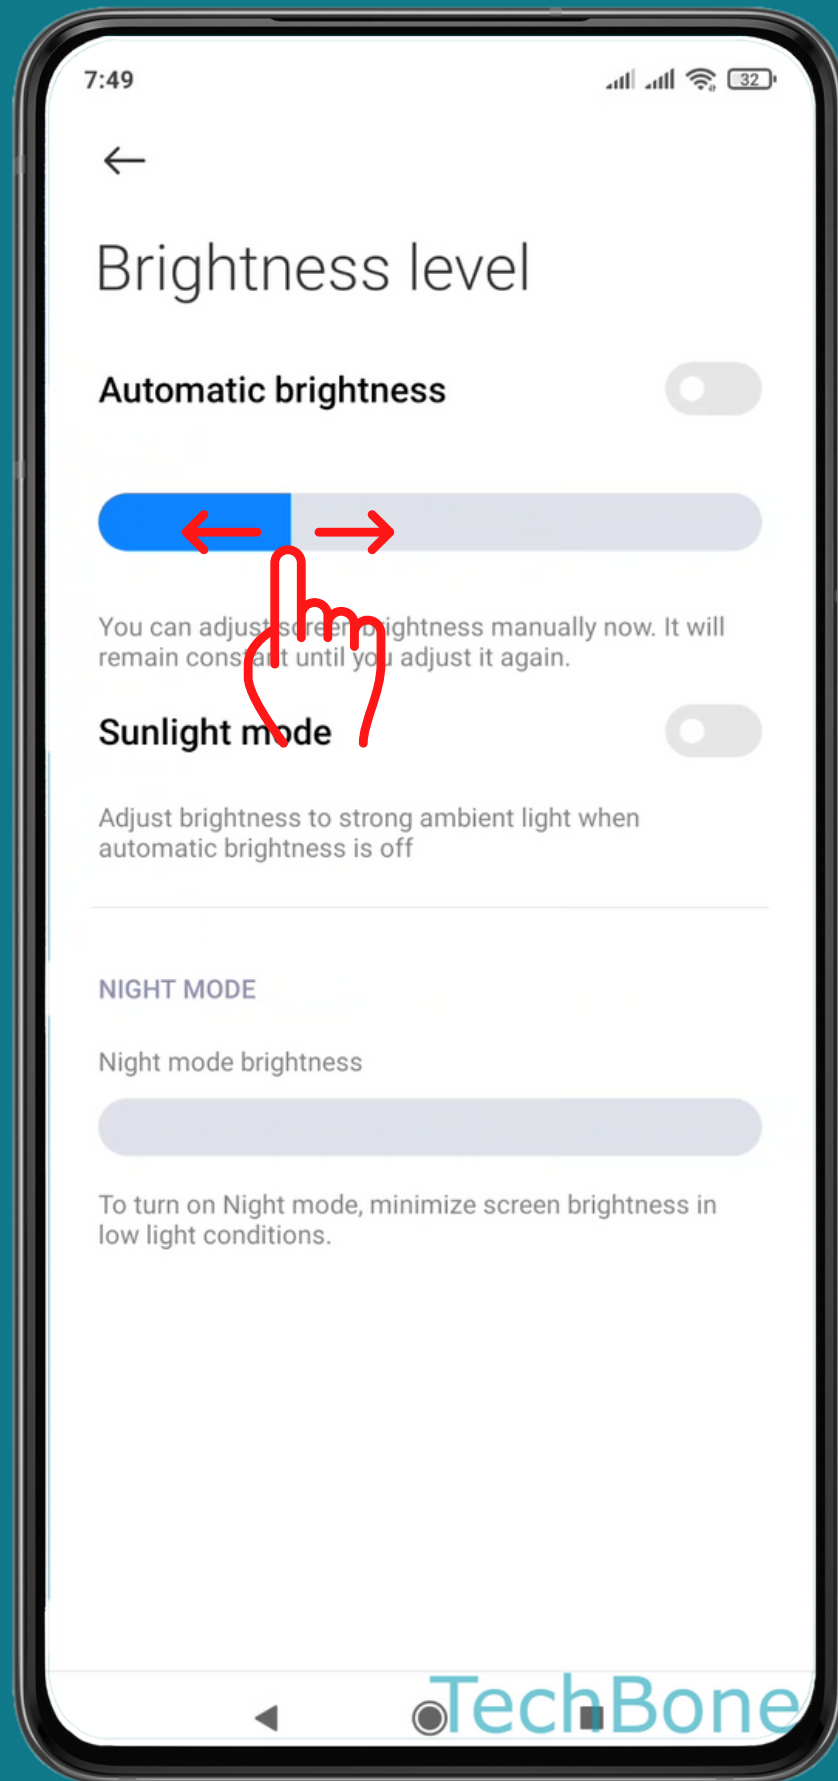 7:49
32
Brightness level
Automatic brightness
You can adjust screen brightness manually now. It will
remain constant until you adjust it again.
Sunlight mode
Adjust brightness to strong ambient light when
automatic brightness is off
NIGHT MODE
Night mode brightness
To turn on Night mode, minimize screen brightness in
low light conditions.
TechBone